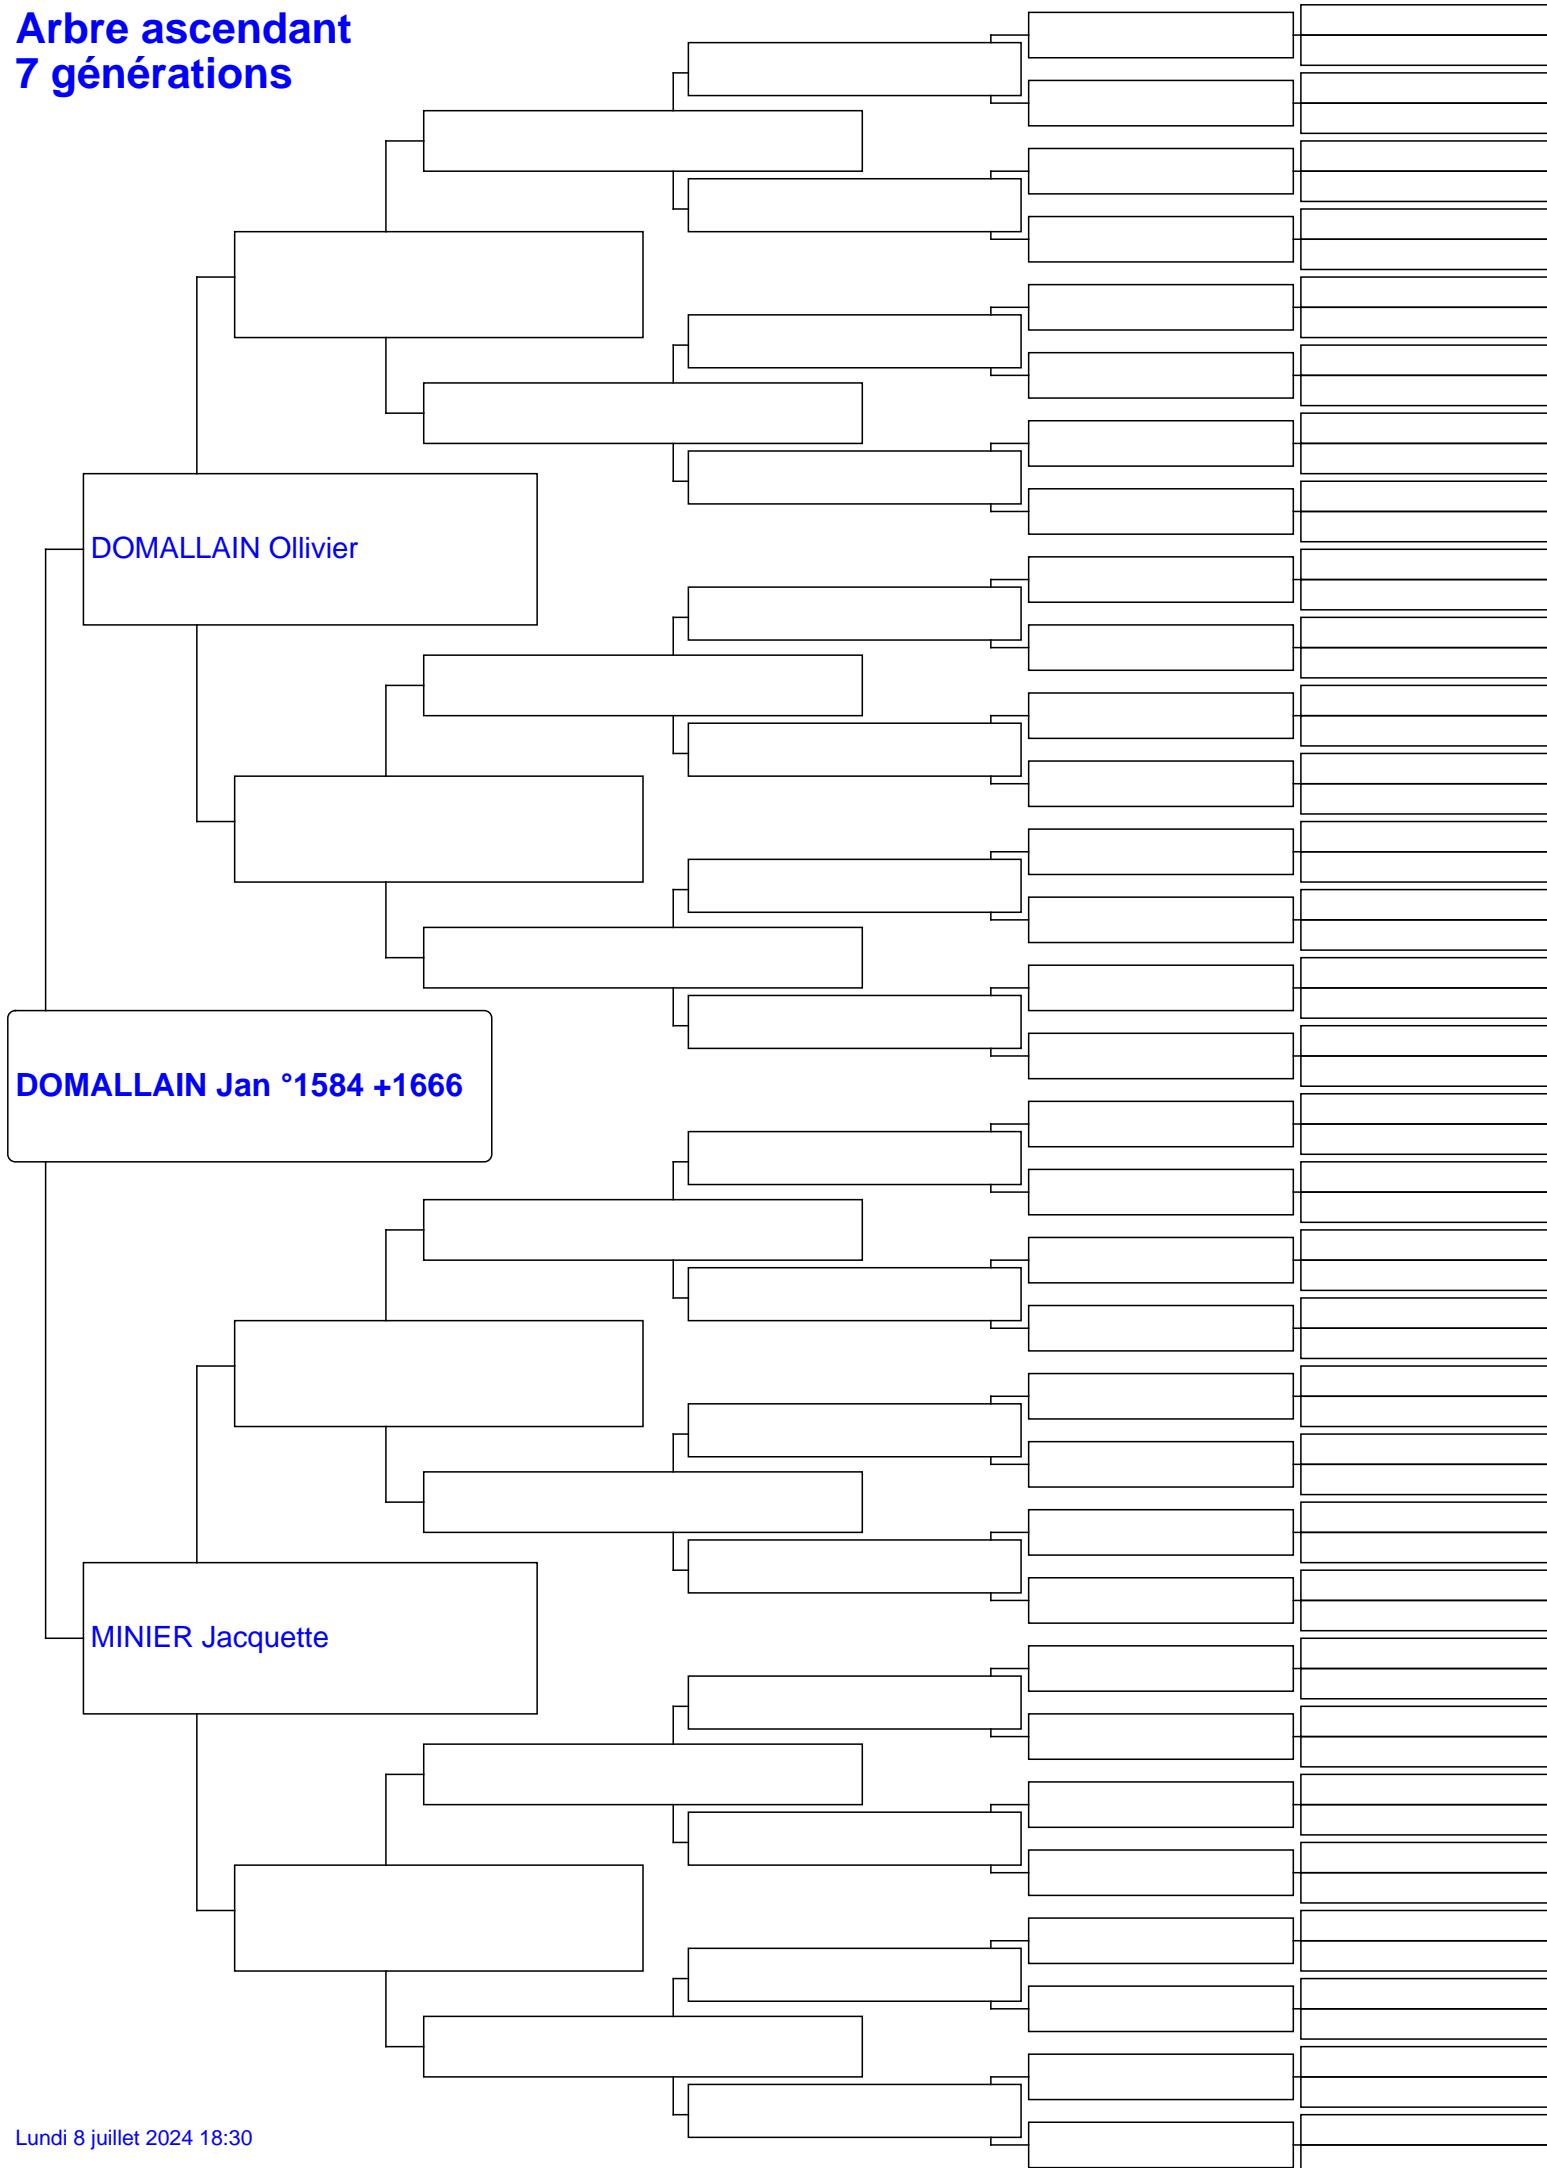 Arbre ascendant
7 générations
DOMALLAIN Ollivier
DOMALLAIN Jan °1584 +1666
MINIER Jacquette
Lundi 8 juillet 2024 18:30